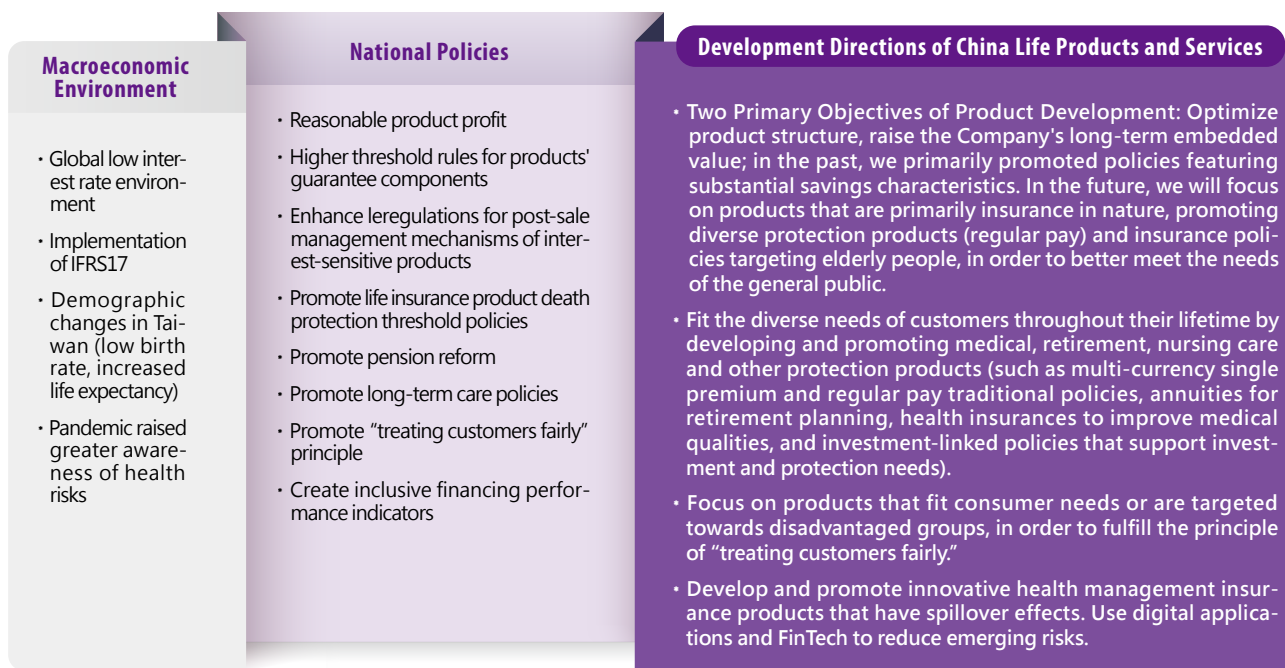 Macroeconomic
Environment
· Global low inter-
est rate environ-
ment
· Implementation
of IFRS17
· Demographic
changes in Tai-
wan (low birth
rate, increased
life expectancy)
· Pandemic raised
greater aware-
ness of health
risks
National Policies
· Reasonable product profit
· Higher threshold rules for products'
guarantee components
· Enhance leregulations for post-sale
management mechanisms of inter-
est-sensitive products
· Promote life insurance product death
protection threshold policies
· Promote pension reform
· Promote long-term care policies
· Promote “treating customers fairly”
principle
· Create inclusive financing perfor-
mance indicators
Development Directions of China Life Products and Services
· Two Primary Objectives of Product Development: Optimize
product structure, raise the Company's long-term embedded
value; in the past, we primarily promoted policies featuring
substantial savings characteristics. In the future, we will focus
on products that are primarily insurance in nature, promoting
diverse protection products (regular pay) and insurance poli-
cies targeting elderly people, in order to better meet the needs
of the general public.
· Fit the diverse needs of customers throughout their lifetime by
developing and promoting medical, retirement, nursing care
and other protection products (such as multi-currency single
premium and regular pay traditional policies, annuities for
retirement planning, health insurances to improve medical
qualities, and investment-linked policies that support invest-
ment and protection needs).
· Focus on products that fit consumer needs or are targeted
towards disadvantaged groups, in order to fulfill the principle
of “treating customers fairly.”
· Develop and promote innovative health management insur-
ance products that have spillover effects. Use digital applica-
tions and FinTech to reduce emerging risks.